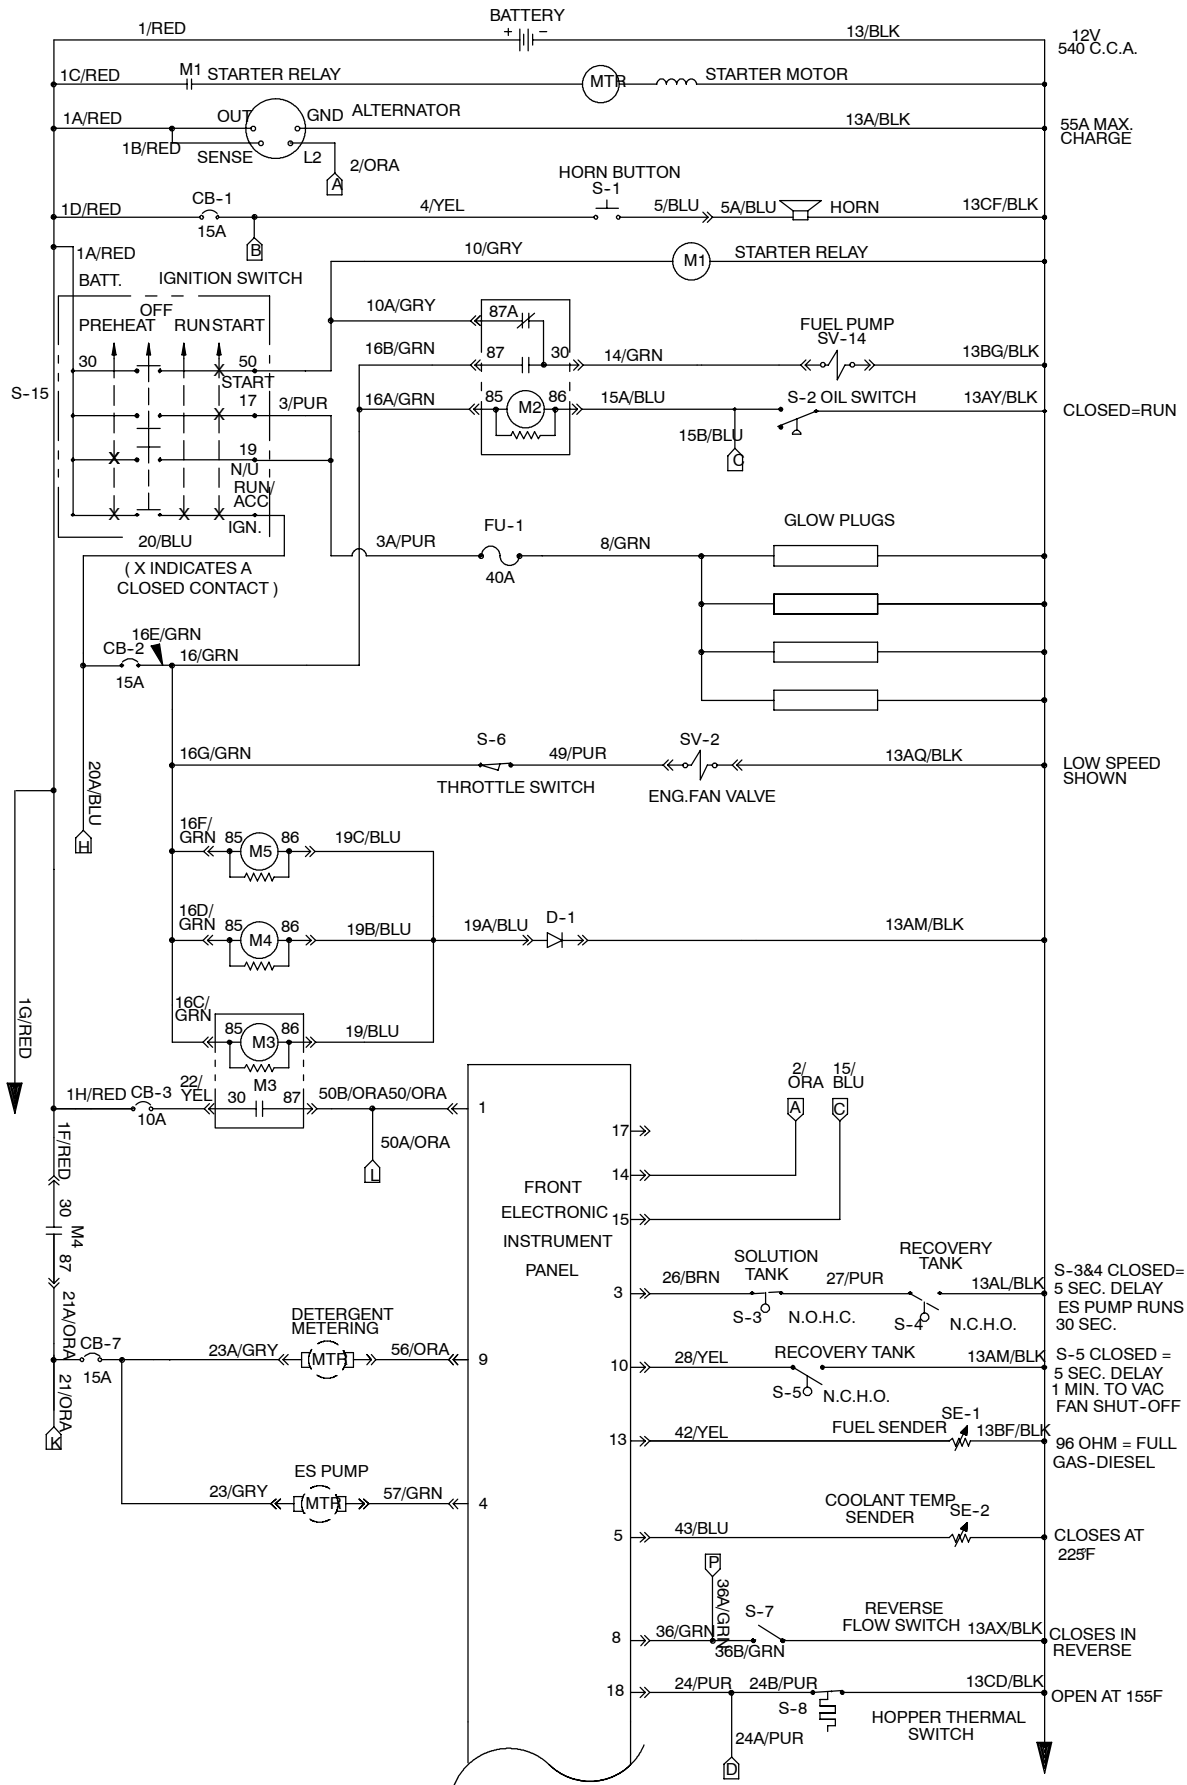 BATTERY
1/RED
+
−
13/BLK
12V
540 C.C.A.
1C/RED
M1
STARTER RELAY
MTR
STARTER MOTOR
1A/RED
OUT
GND
ALTERNATOR
13A/BLK
55A MAX.
CHARGE
1B/RED
SENSE
L2
2/ORA
A
HORN BUTTON
S-1
1D/RED
CB-1
15A
4/YEL
5/BLU
5A/BLU
HORN
13CF/BLK
B
1A/RED
10/GRY
M1
STARTER RELAY
BATT.
IGNITION SWITCH
OFF
PREHEAT
RUN
START
10A/GRY
87A
FUEL PUMP
SV-14
S-15
30
50
START
16B/GRN
87
30
14/GRN
13BG/BLK
17
3/PUR
16A/GRN
85
M2
86
15A/BLU
S-2 OIL SWITCH
13AY/BLK
CLOSED=RUN
15B/BLU
C
X
X
X
19
N/U
RUN/
ACC
X
X
X
IGN.
20/BLU
( X INDICATES A
CLOSED CONTACT )
3A/PUR
FU-1
40A
8/GRN
GLOW PLUGS
16E/GRN
CB-2
15A
16/GRN
16G/GRN
S-6
THROTTLE SWITCH
49/PUR
SV-2
ENG.FAN VALVE
13AQ/BLK
LOW SPEED
SHOWN
20A/BLU
H
16F/
GRN
85
M5
86
19C/BLU
16D/
GRN
85
M4
86
19B/BLU
19A/BLU
D-1
13AM/BLK
16C/
GRN
85
M3
86
19/BLU
1G/RED
1H/RED
CB-3
10A
22/
YEL
M3
30
87
50B/ORA
50/ORA
1
50A/ORA
L
2/
ORA
15/
BLU
A
C
17
14
15
FRONT
ELECTRONIC
INSTRUMENT
PANEL
1F/RED
30
M4
87
21A/ORA
3
26/BRN
SOLUTION
TANK
S-3
N.O.H.C.
27/PUR
RECOVERY
TANK
S-4
N.C.H.O.
13AL/BLK
S-3&4 CLOSED=
5 SEC. DELAY
ES PUMP RUNS
30 SEC.
CB-7
15A
21/ORA
K
23A/GRY
DETERGENT
METERING
MTR
56/ORA
9
10
28/YEL
RECOVERY TANK
S-5
N.C.H.O.
13AM/BLK
S-5 CLOSED =
5 SEC. DELAY
1 MIN. TO VAC
FAN SHUT-OFF
13
42/YEL
FUEL SENDER
SE-1
13BF/BLK
96 OHM = FULL
GAS-DIESEL
ES PUMP
23/GRY
MTR
57/GRN
4
5
43/BLU
COOLANT TEMP
SENDER
SE-2
CLOSES AT
225°F
P
36A/GRN
8
36/GRN
36B/GRN
S-7
REVERSE
FLOW SWITCH
13AX/BLK
CLOSES IN
REVERSE
18
24/PUR
24B/PUR
S-8
HOPPER THERMAL
SWITCH
13CD/BLK
OPEN AT 155F
24A/PUR
D